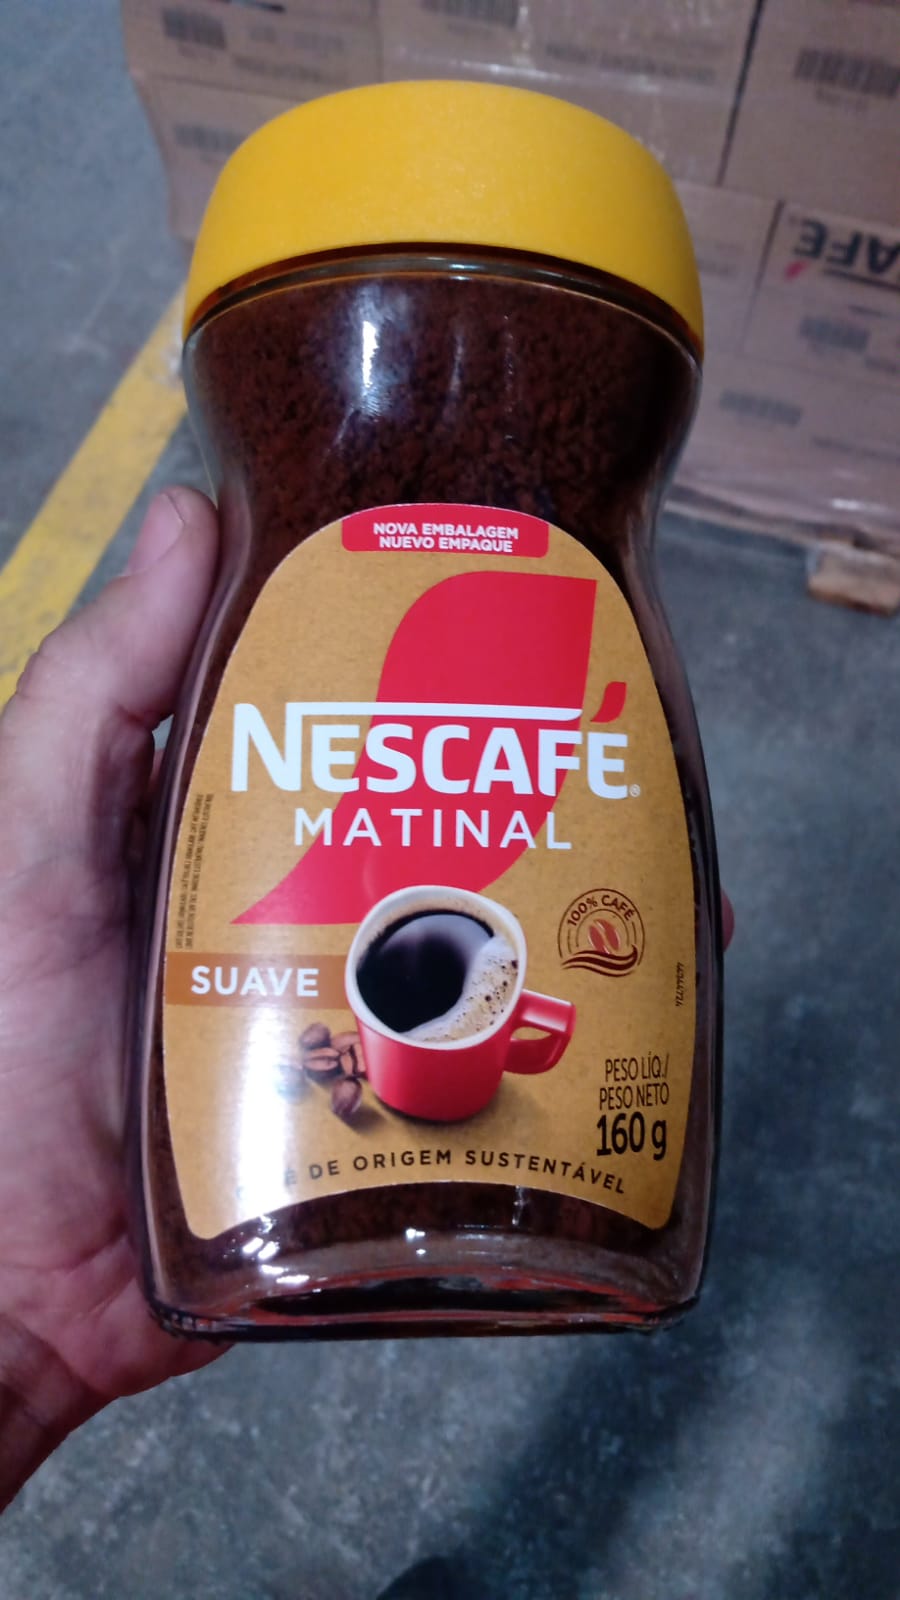 NOVA EMBALAGEM
NUEVO EMPAQUE
NESCAFÉ®
MATINAL
100% CAFÉ
SUAVE
PESO LÍQ./
PESO NETO
160 g
DE ORIGEM SUSTENTÁVEL